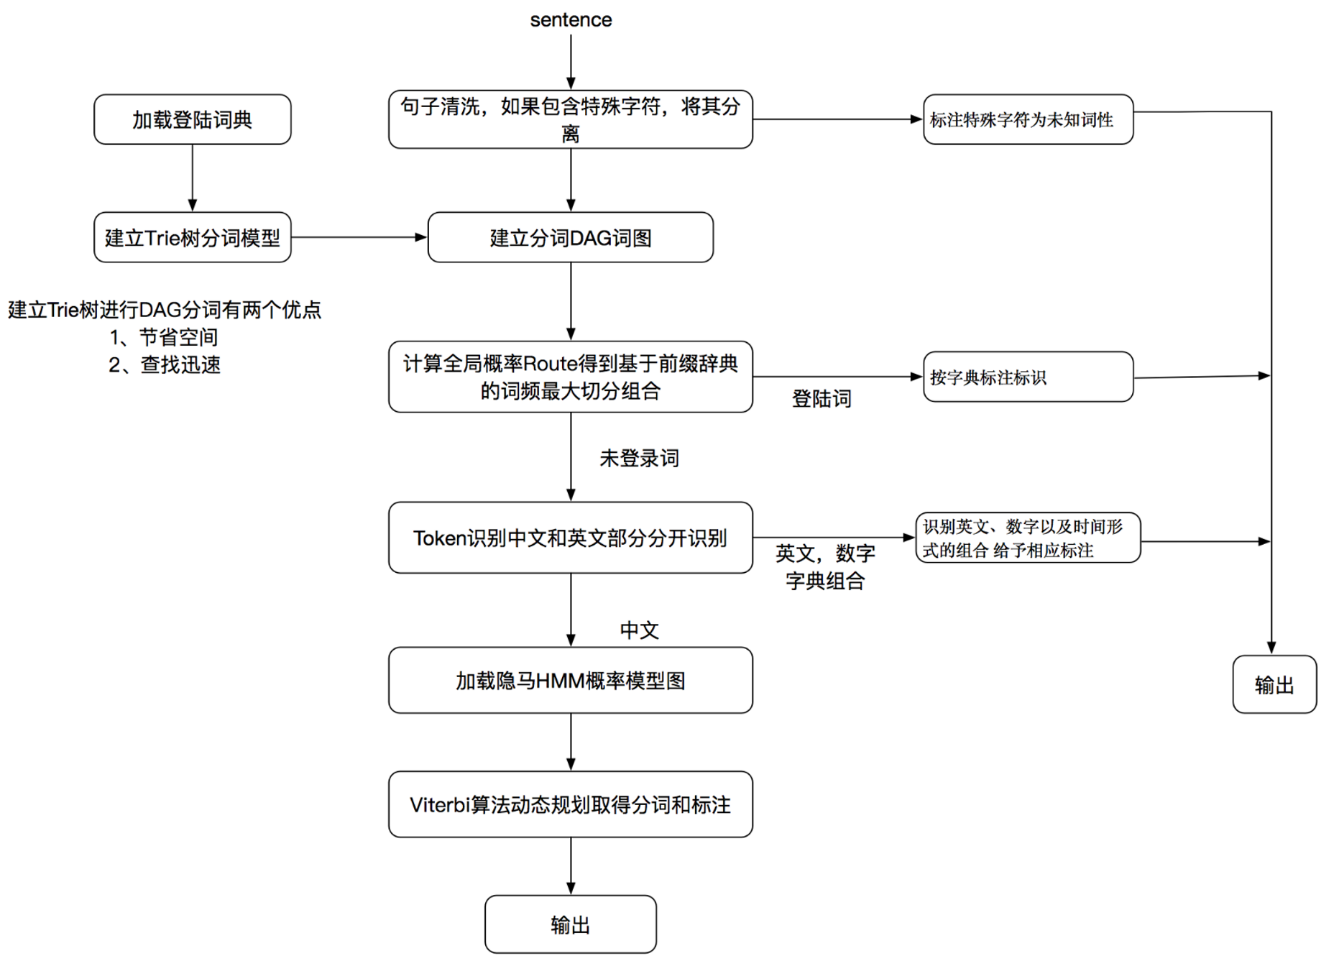 sentence
句子清洗，如果包含特殊字符，将其分
离
加载登陆词典
标注特殊字符为未知词性
建立Trie树分词模型
建立分词DAG词图
建立Trie树进行DAG分词有两个优点
1、节省空间
2、查找迅速
计算全局概率Route得到基于前缀辞典
的词频最大切分组合
登陆词
按字典标注标识
未登录词
Token识别中文和英文部分分开识别
英文，数字
字典组合
识别英文、数字以及时间形
式的组合 给予相应标注
中文
加载隐马HMM概率模型图
输出
Viterbi算法动态规划取得分词和标注
输出